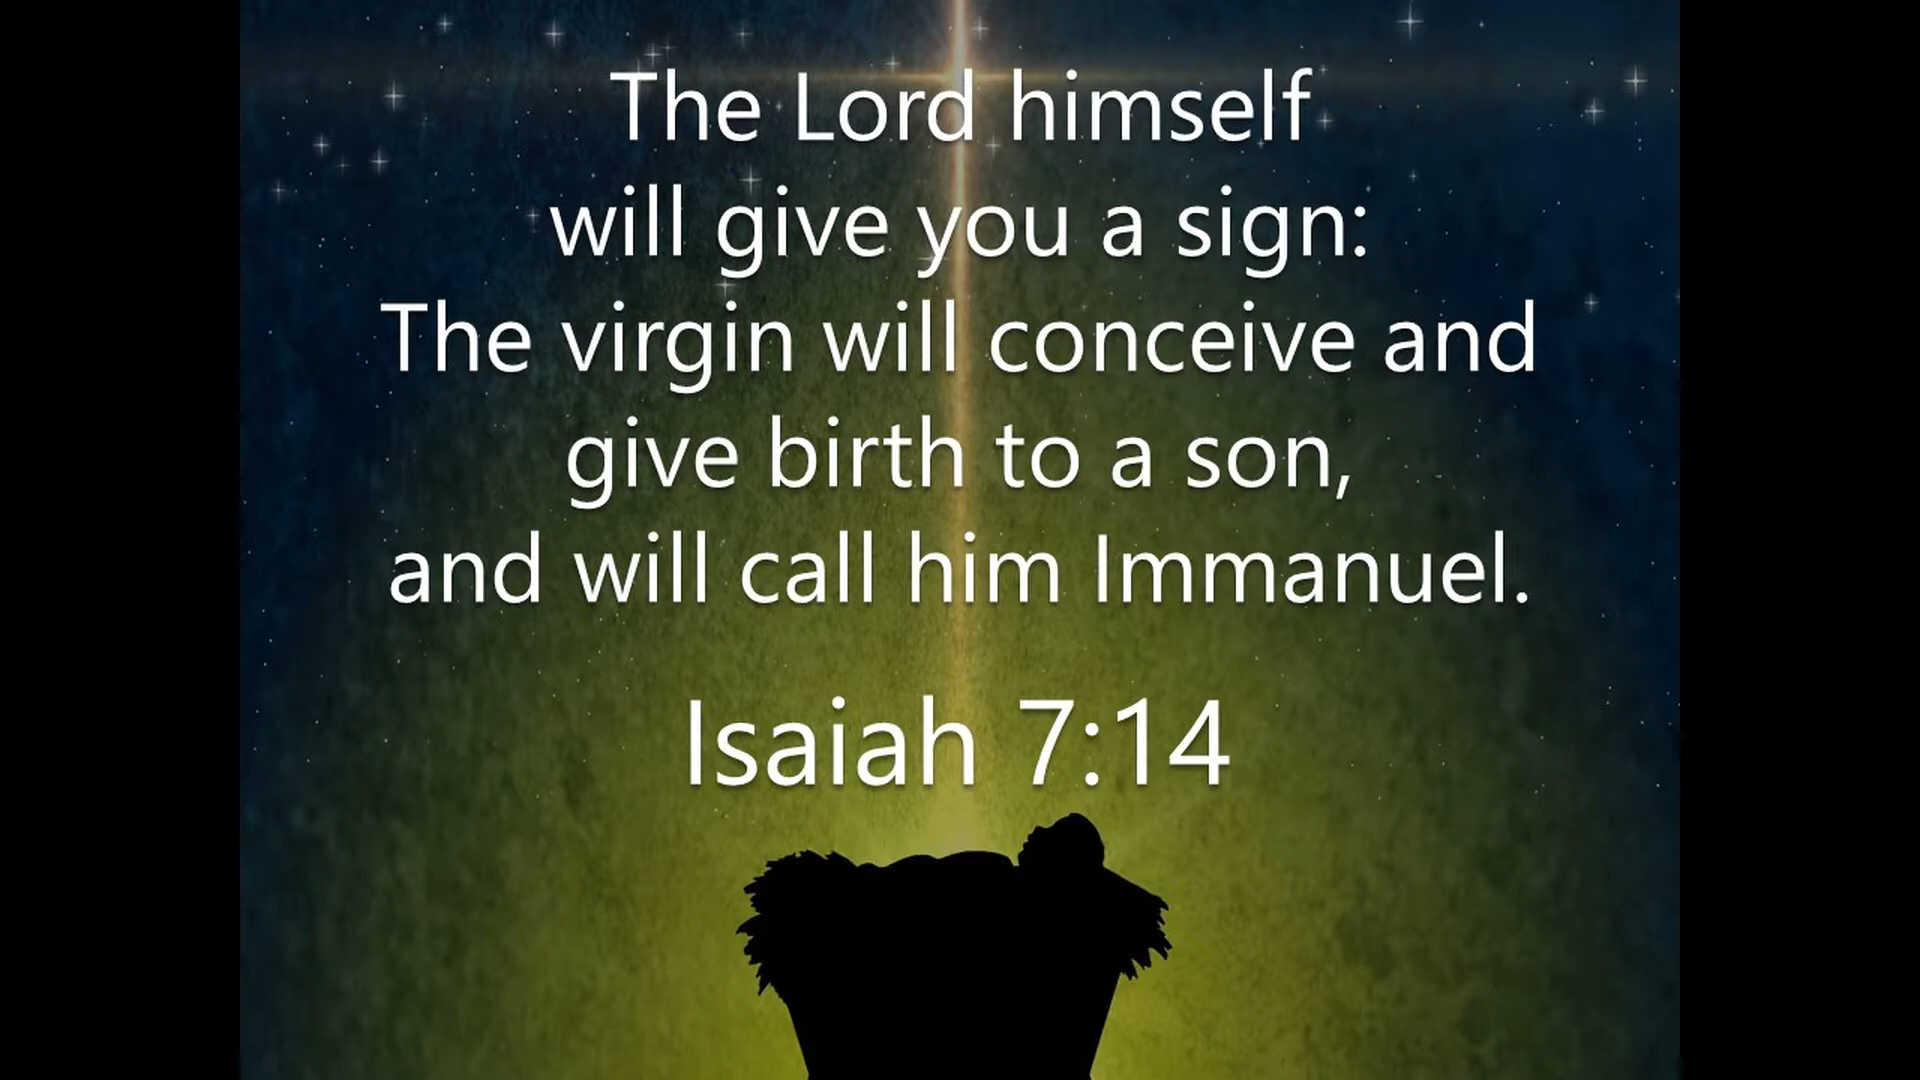 The Lord himself
will give you a sign:
The virgin will conceive and
give birth to a son,
and will call him Immanuel.
Isaiah 7:14